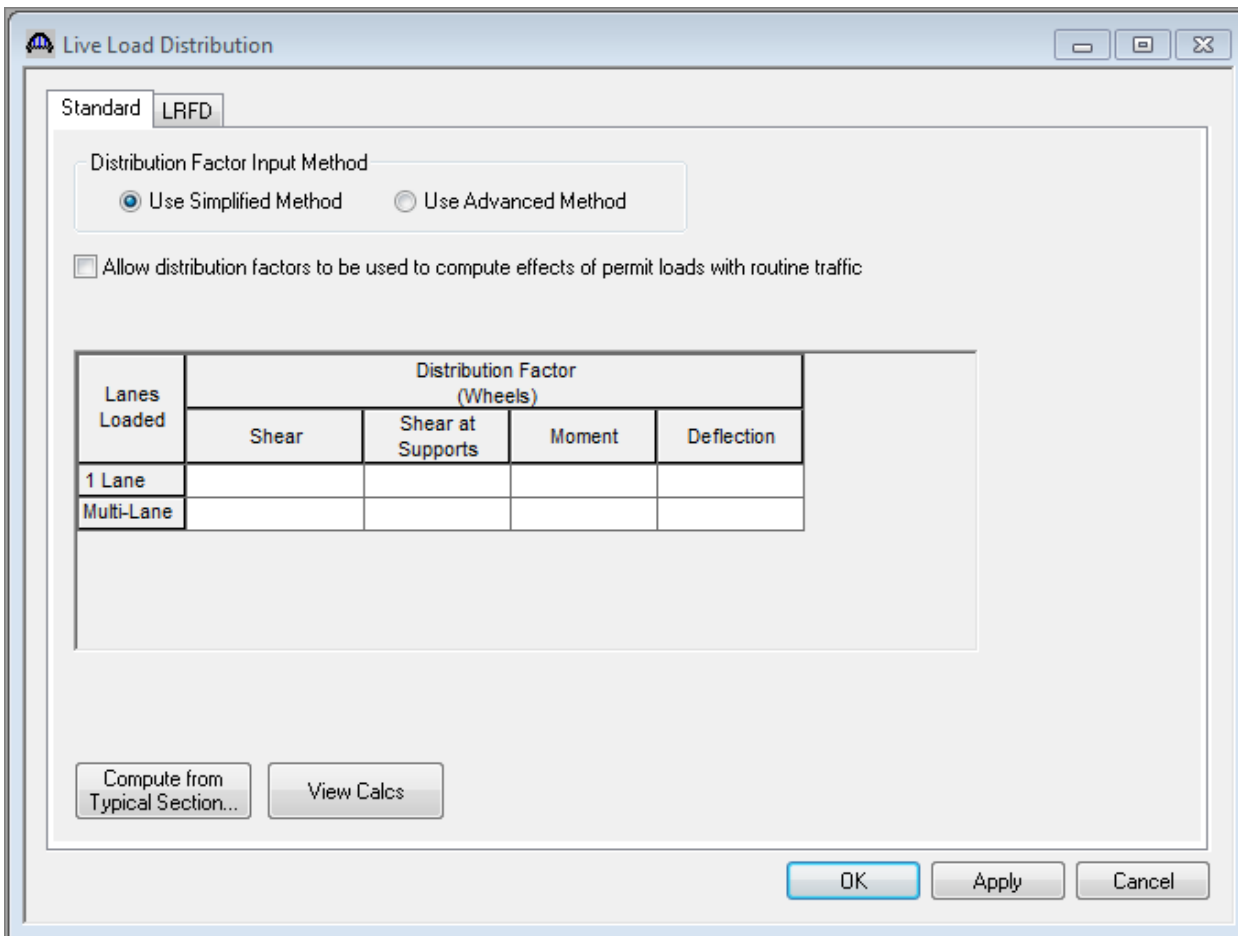 Live Load Distribution
Standard
LRFD
Distribution Factor Input Method
Use Simplified Method
Use Advanced Method
Allow distribution factors to be used to compute effects of permit loads with routine traffic
Lanes
Loaded
Distribution Factor
(Wheels)
Shear
Shear at
Supports
Moment
Deflection
1 Lane
Multi-Lane
Compute from
Typical Section...
View Calcs
OK
Apply
Cancel